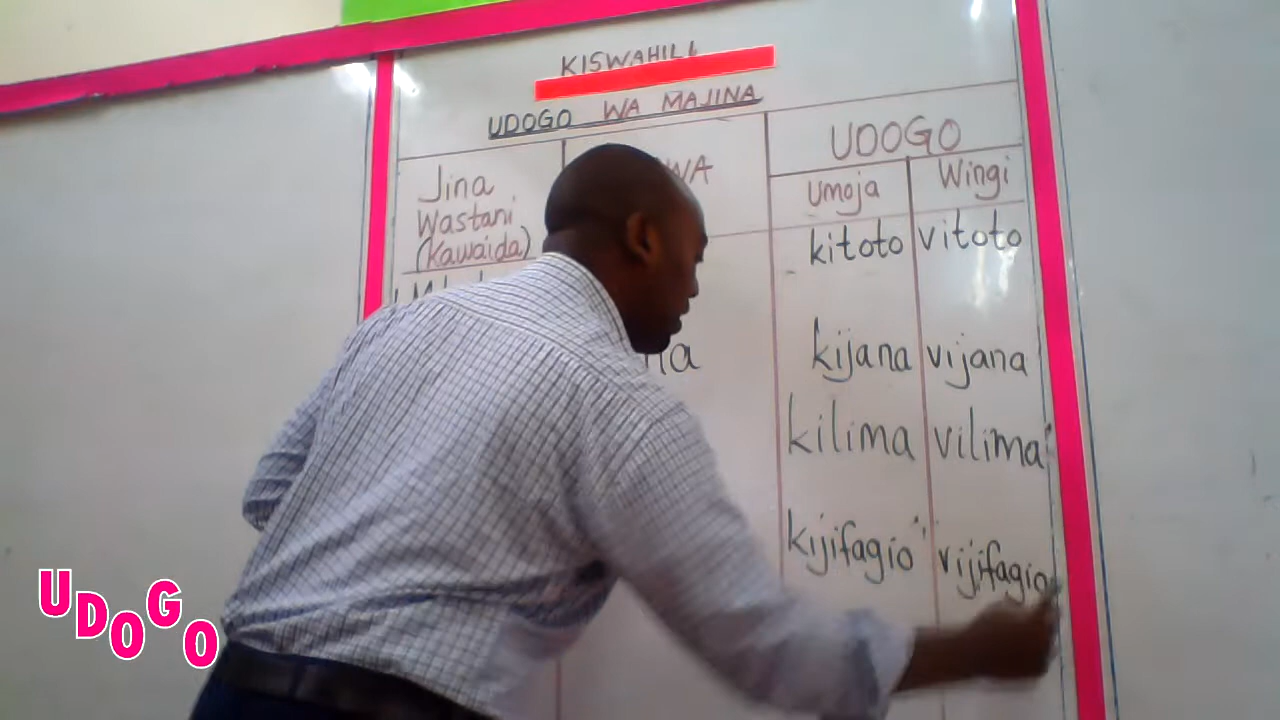 KISWAHILI
UDOGO WA MAJINA
Jina
Wastani
(Kawaida)
UDOGO
Umoja Wingi
kitoto vitoto
kijana vijana
kilima vilima
kijifagio vijifagio
UDOGO